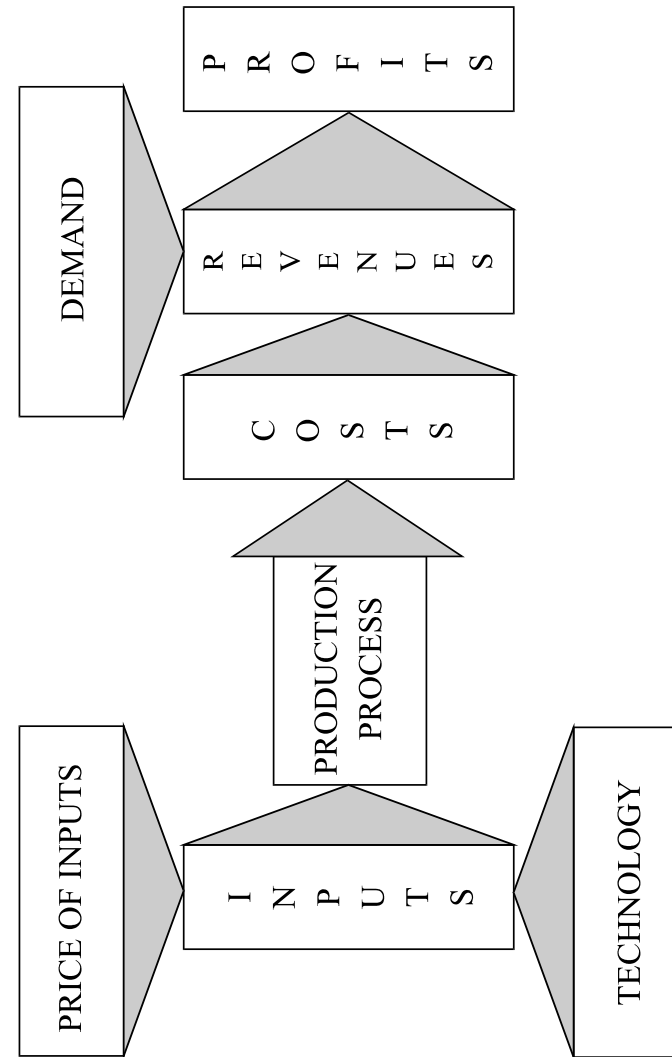 PRICE OF INPUTS
DEMAND
INPUTS
PRODUCTION
PROCESS
COSTS
REVENUES
PROFITS
TECHNOLOGY